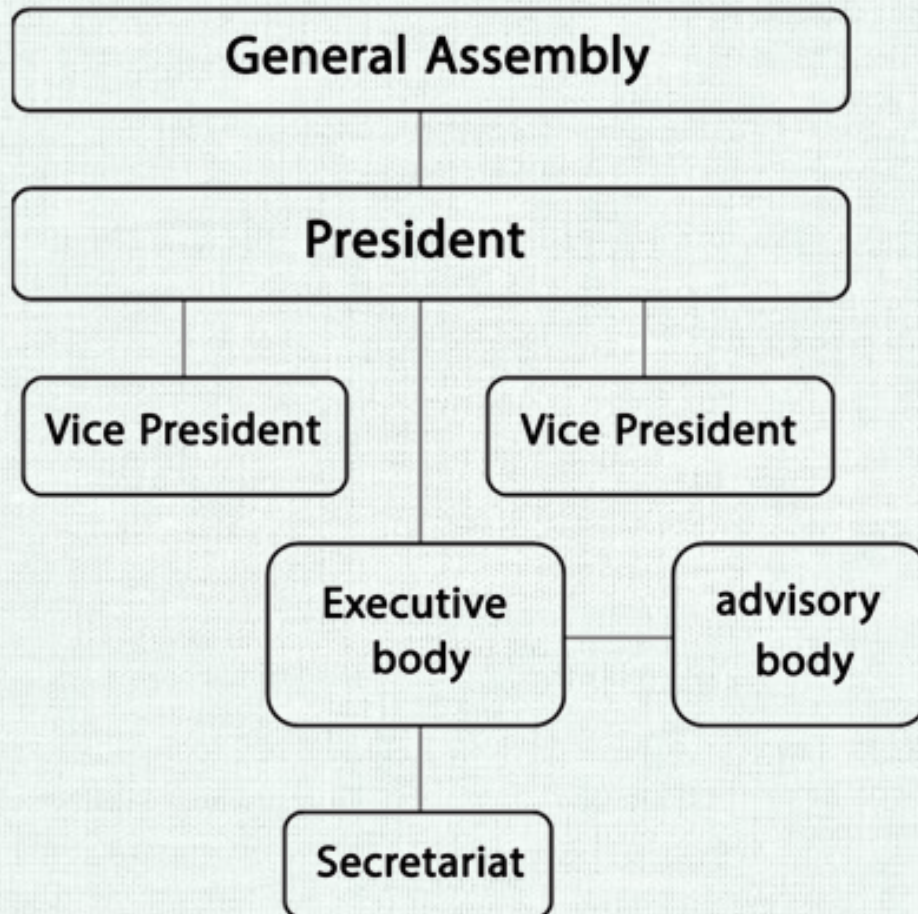 General Assembly
President
Vice President
Vice President
Executive
body
advisory
body
Secretariat